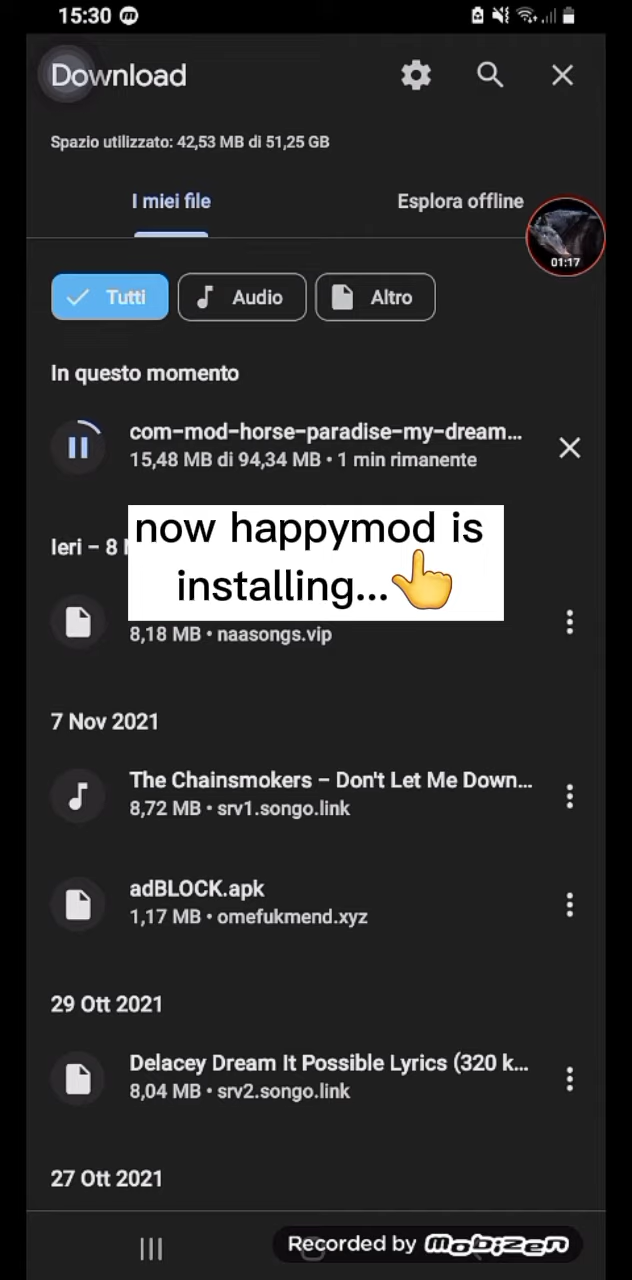 15:30
Download
Spazio utilizzato: 42,53 MB di 51,25 GB
I miei file
Esplora offline
01:17
Tutti
Audio
Altro
In questo momento
com-mod-horse-paradise-my-dream...
15,48 MB di 94,34 MB • 1 min rimanente
now happymod is
installing...
Ieri – 8
8,18 MB • naasongs.vip
7 Nov 2021
The Chainsmokers – Don't Let Me Down...
8,72 MB • srv1.songo.link
adBLOCK.apk
1,17 MB • omefukmend.xyz
29 Ott 2021
Delacey Dream It Possible Lyrics (320 k...
8,04 MB • srv2.songo.link
27 Ott 2021
Recorded by mobizen